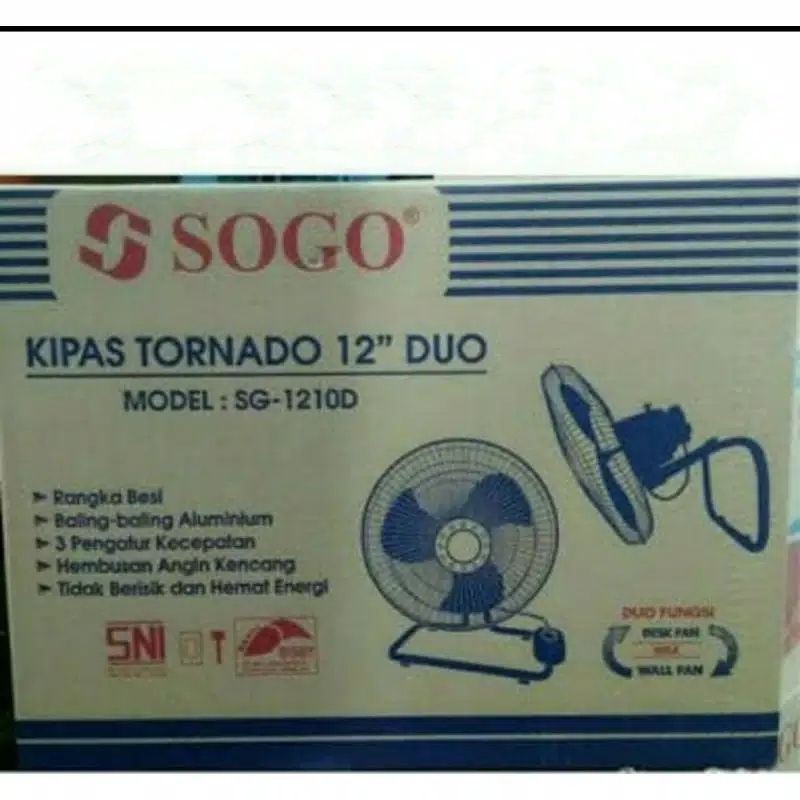 SOGO®
KIPAS TORNADO 12" DUO
MODEL : SG-1210D
➤ Rangka Besi
➤ Baling-baling Aluminium
➤ 3 Pengatur Kecepatan
➤ Hembusan Angin Kencang
➤ Tidak Berisik dan Hemat Energi
SNI
DUO FUNGSI
DESK FAN
WALL FAN